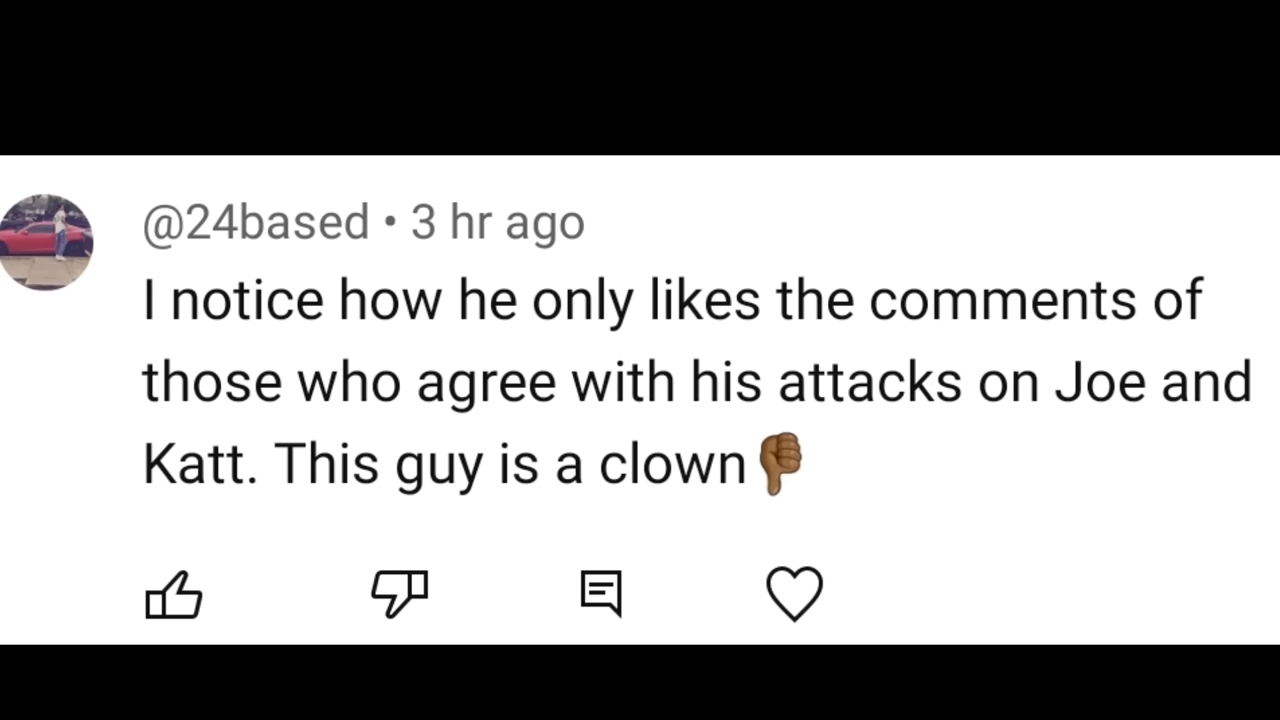 @24based • 3 hr ago
I notice how he only likes the comments of
those who agree with his attacks on Joe and
Katt. This guy is a clown👎🏾